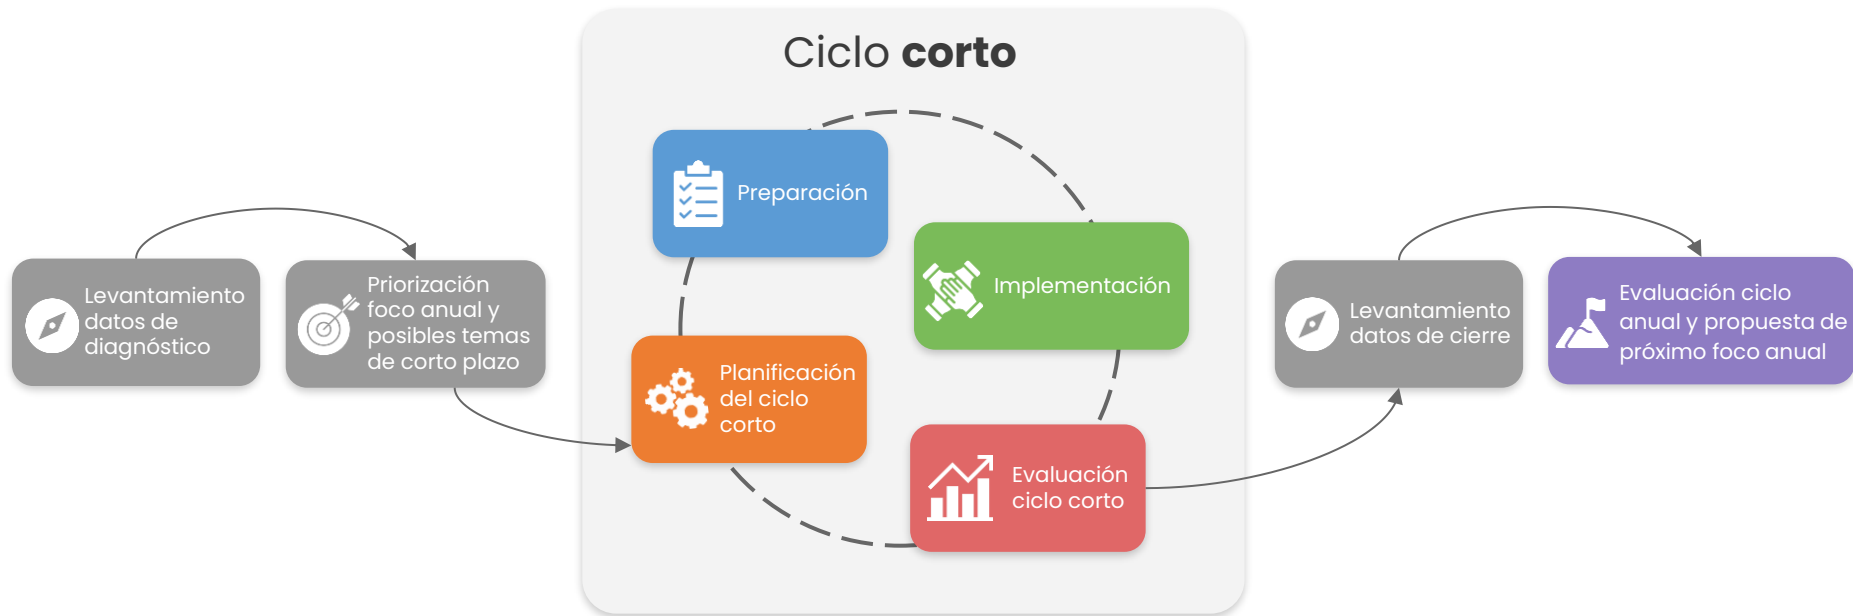 Ciclo corto
Levantamiento
datos de
diagnóstico
Priorización
foco anual y
posibles temas
de corto plazo
Preparación
Planificación
del ciclo
corto
Implementación
Evaluación
ciclo corto
Levantamiento
datos de cierre
Evaluación ciclo
anual y propuesta de
próximo foco anual